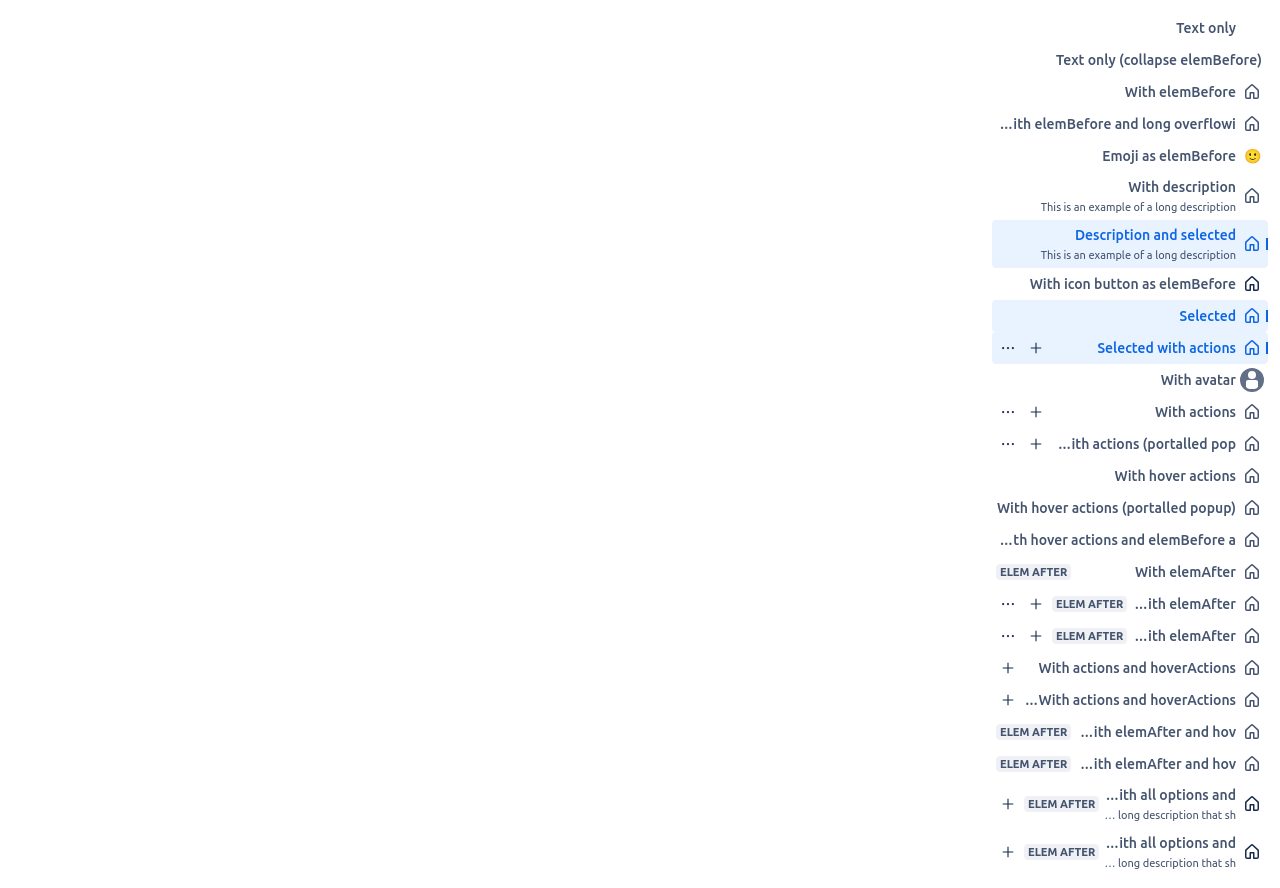 Text only
Text only (collapse elemBefore)
With elemBefore
...ith elemBefore and long overflowi
Emoji as elemBefore
With description
This is an example of a long description
Description and selected
This is an example of a long description
With icon button as elemBefore
Selected
Selected with actions
With avatar
With actions
...ith actions (portalled pop
With hover actions
With hover actions (portalled popup)
...th hover actions and elemBefore a
With elemAfter ELEM AFTER
...ith elemAfter ELEM AFTER
...ith elemAfter ELEM AFTER
With actions and hoverActions
...With actions and hoverActions
...ith elemAfter and hov ELEM AFTER
...ith elemAfter and hov ELEM AFTER
...ith all options and ELEM AFTER
... long description that sh
...ith all options and ELEM AFTER
... long description that sh